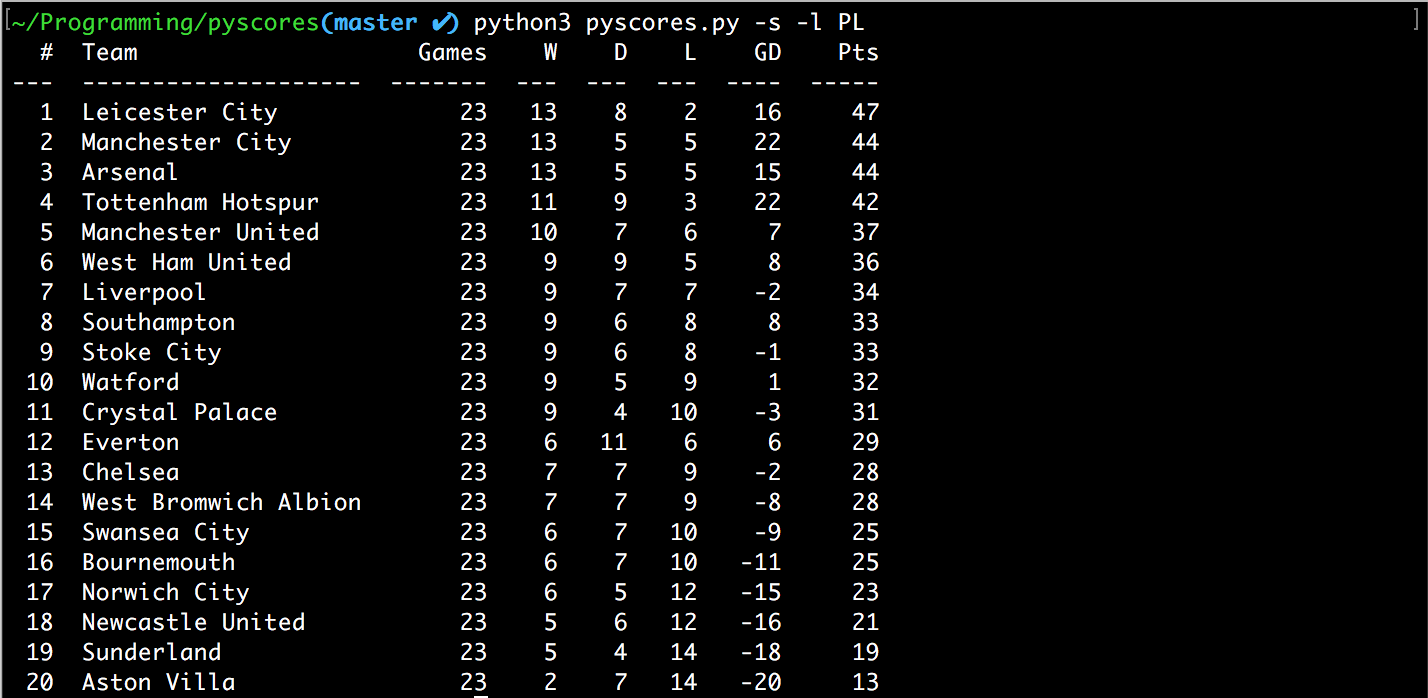 [~/Programming/pyscores(master ✔) python3 pyscores.py -s -l PL ]
# Team Games W D L GD Pts
--- -------------------- ------- --- --- --- ---- -----
1 Leicester City 23 13 8 2 16 47
2 Manchester City 23 13 5 5 22 44
3 Arsenal 23 13 5 5 15 44
4 Tottenham Hotspur 23 11 9 3 22 42
5 Manchester United 23 10 7 6 7 37
6 West Ham United 23 9 9 5 8 36
7 Liverpool 23 9 7 7 -2 34
8 Southampton 23 9 6 8 8 33
9 Stoke City 23 9 6 8 -1 33
10 Watford 23 9 5 9 1 32
11 Crystal Palace 23 9 4 10 -3 31
12 Everton 23 6 11 6 6 29
13 Chelsea 23 7 7 9 -2 28
14 West Bromwich Albion 23 7 7 9 -8 28
15 Swansea City 23 6 7 10 -9 25
16 Bournemouth 23 6 7 10 -11 25
17 Norwich City 23 6 5 12 -15 23
18 Newcastle United 23 5 6 12 -16 21
19 Sunderland 23 5 4 14 -18 19
20 Aston Villa 23 2 7 14 -20 13